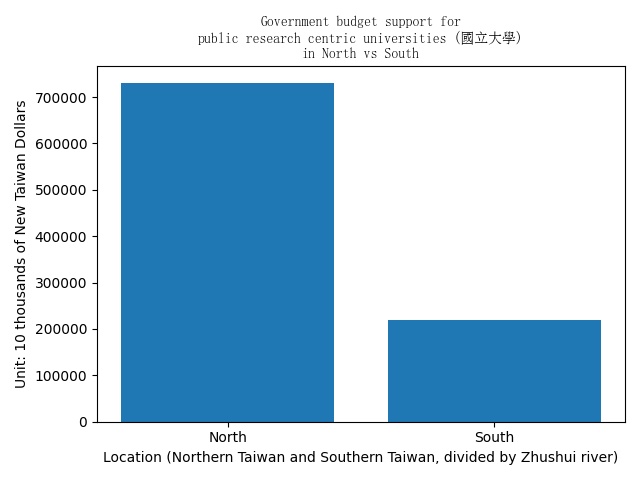 Government budget support for
public research centric universities (國立大學)
in North vs South
Unit: 10 thousands of New Taiwan Dollars
700000
600000
500000
400000
300000
200000
100000
0
North
South
Location (Northern Taiwan and Southern Taiwan, divided by Zhushui river)